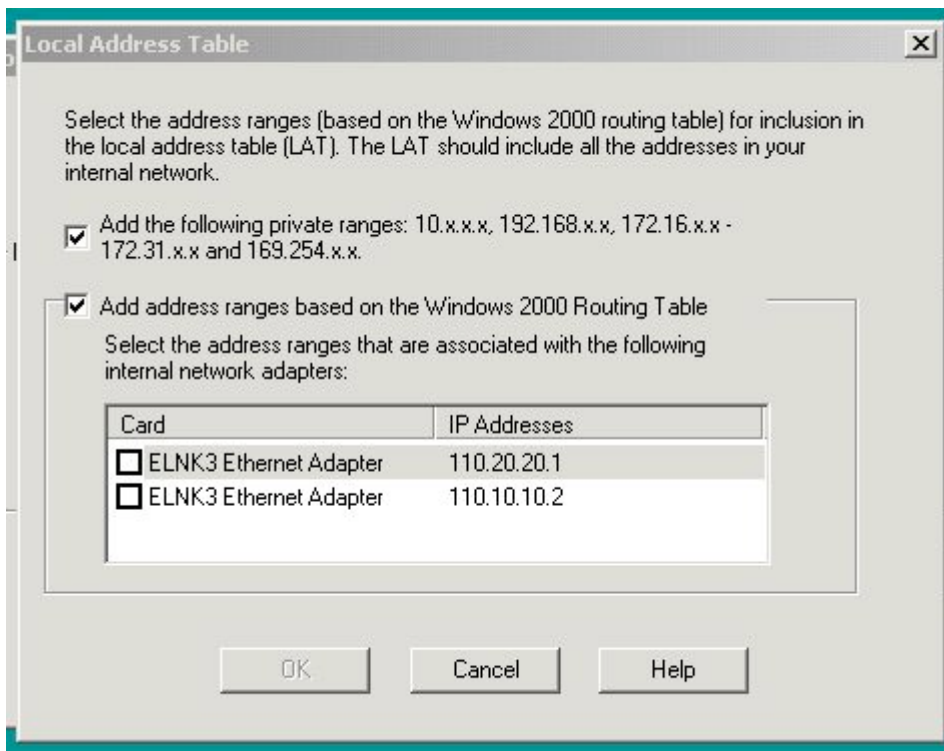 Local Address Table
Select the address ranges (based on the Windows 2000 routing table) for inclusion in
the local address table (LAT). The LAT should include all the addresses in your
internal network.
Add the following private ranges: 10.x.x.x, 192.168.x.x, 172.16.x.x -
172.31.x.x and 169.254.x.x.
Add address ranges based on the Windows 2000 Routing Table
Select the address ranges that are associated with the following
internal network adapters:
Card IP Addresses
ELNK3 Ethernet Adapter 110.20.20.1
ELNK3 Ethernet Adapter 110.10.10.2
OK Cancel Help